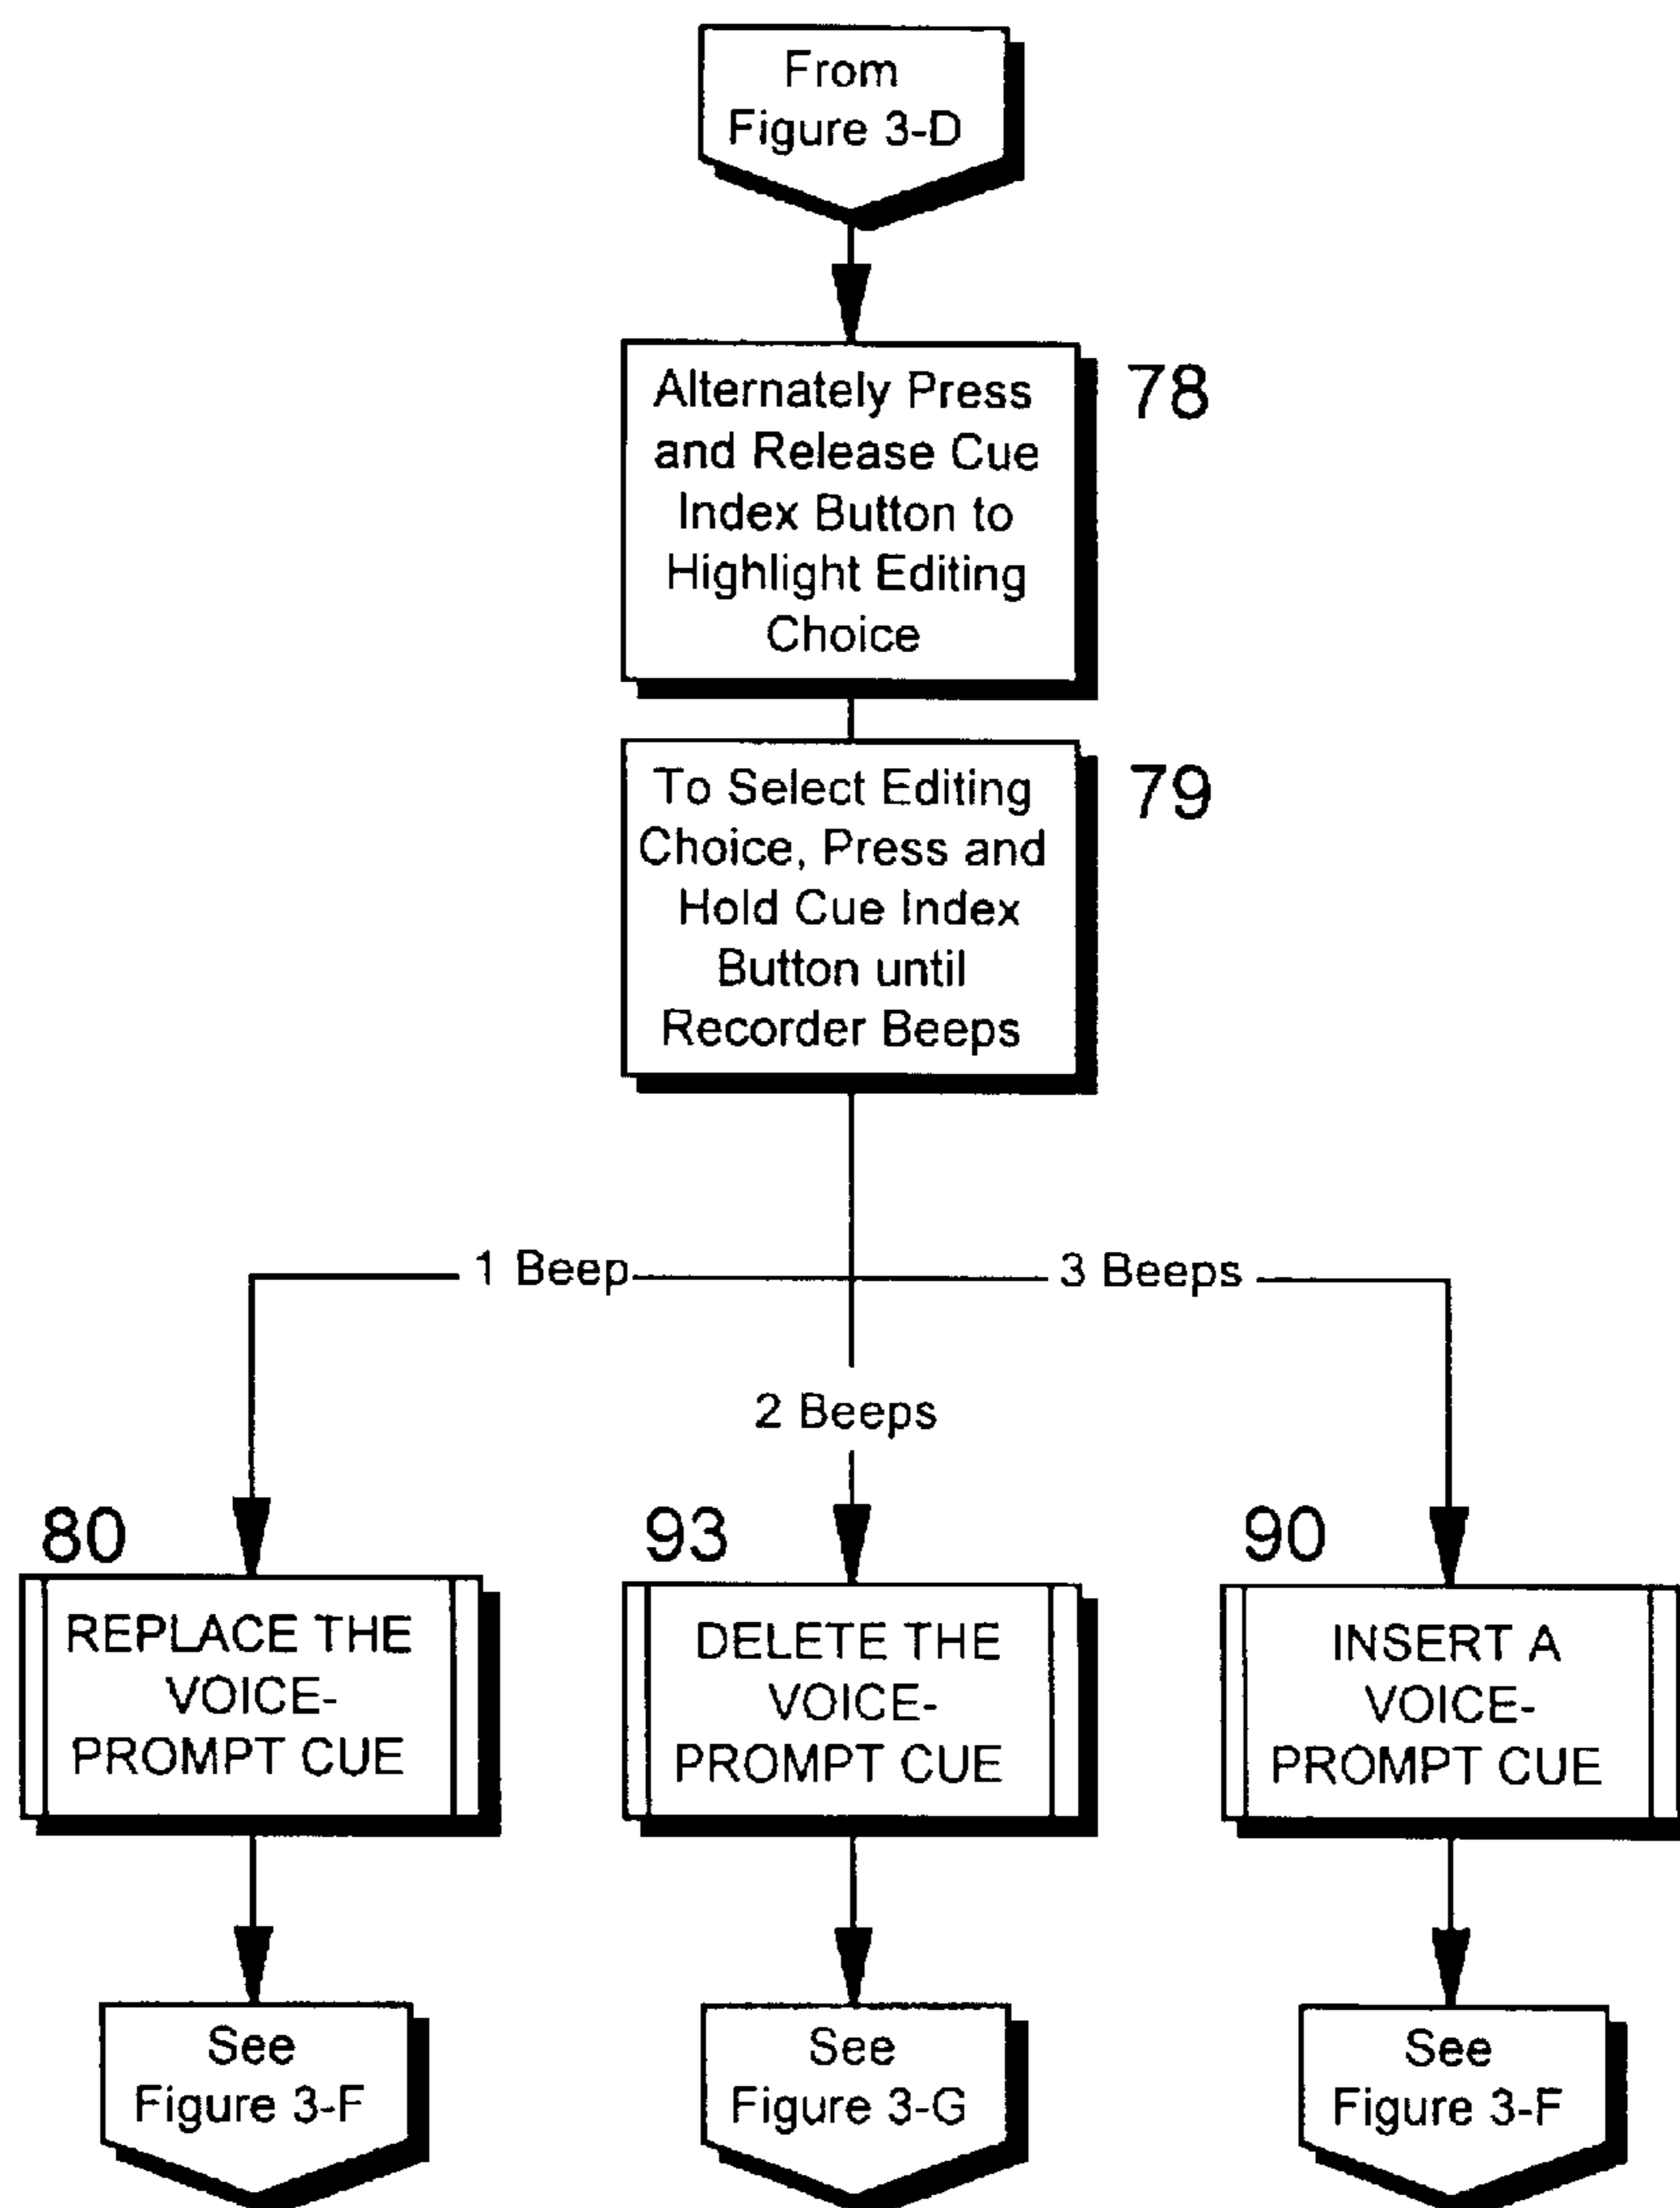 From
Figure 3-D
78
Alternately Press
and Release Cue
Index Button to
Highlight Editing
Choice
79
To Select Editing
Choice, Press and
Hold Cue Index
Button until
Recorder Beeps
1 Beep
3 Beeps
2 Beeps
80
93
90
REPLACE THE
VOICE-
PROMPT CUE
DELETE THE
VOICE-
PROMPT CUE
INSERT A
VOICE-
PROMPT CUE
See
Figure 3-F
See
Figure 3-G
See
Figure 3-F